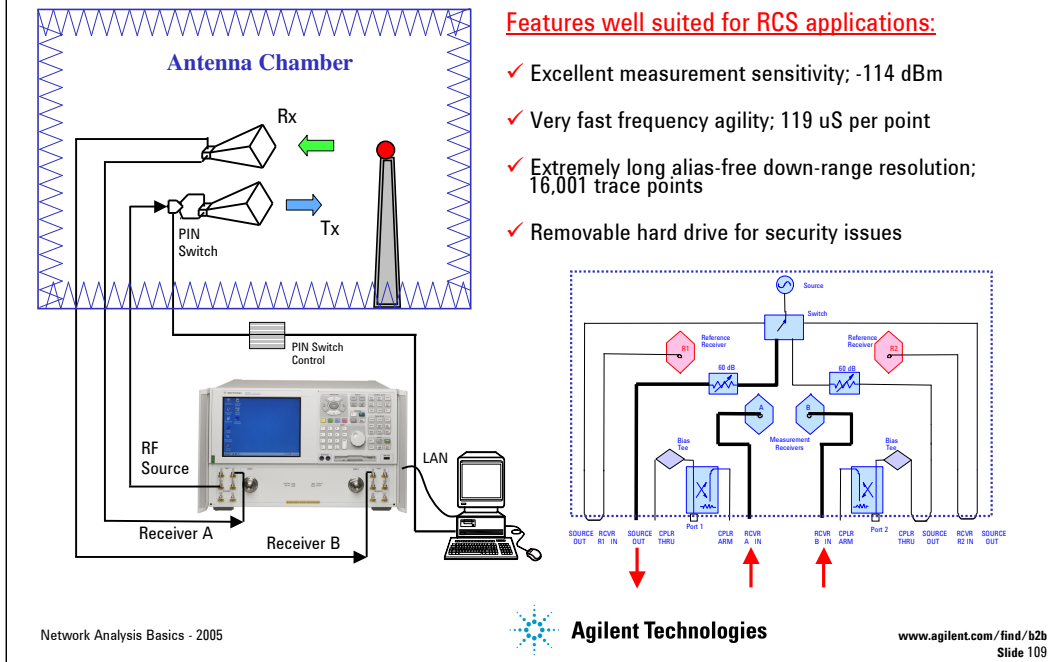 Antenna Chamber
Rx
Tx
PIN
Switch
PIN Switch
Control
RF
Source
LAN
Receiver A
Receiver B
Features well suited for RCS applications:
✓ Excellent measurement sensitivity; -114 dBm
✓ Very fast frequency agility; 119 uS per point
✓ Extremely long alias-free down-range resolution;
16,001 trace points
✓ Removable hard drive for security issues
Source
Switch
Reference
Receiver
R1
Reference
Receiver
R2
60 dB
60 dB
A
B
Measurement
Receivers
Bias
Tee
Bias
Tee
Port 1
Port 2
SOURCE OUT
RCVR R1 IN
SOURCE OUT
CPLR THRU
CPLR ARM
RCVR A IN
RCVR B IN
CPLR ARM
CPLR THRU
SOURCE OUT
RCVR R2 IN
SOURCE OUT
Network Analysis Basics - 2005
Agilent Technologies
www.agilent.com/find/b2b
Slide 109